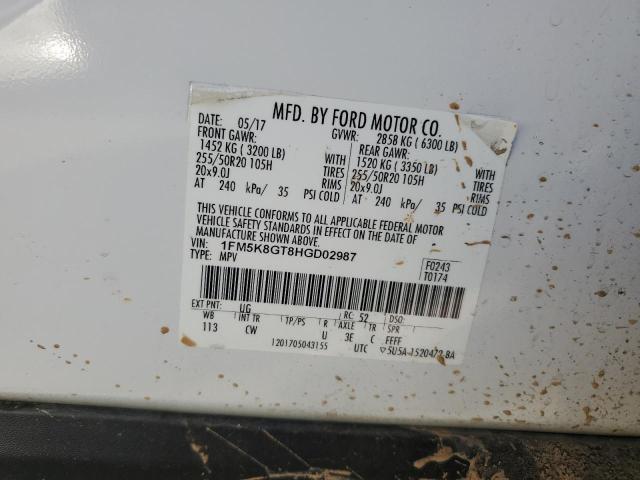 MFD. BY FORD MOTOR CO.
DATE: 05/17 GVWR: 2858 KG ( 6300 LB)
FRONT GAWR: REAR GAWR:
1452 KG ( 3200 LB) WITH 1520 KG ( 3350 LB) WITH
255/50R20 105H TIRES 255/50R20 105H TIRES
20x9.0J RIMS 20x9.0J RIMS
AT 240 kPa/ 35 PSI COLD AT 240 kPa/ 35 PSI COLD
THIS VEHICLE CONFORMS TO ALL APPLICABLE FEDERAL MOTOR
VEHICLE SAFETY STANDARDS IN EFFECT ON THE DATE OF
MANUFACTURE SHOWN ABOVE.
VIN: 1FM5K8GT8HGD02987 F0243
TYPE: MPV T0174
EXT PNT: UG RC: 52 DSO:
WB INT TR TP/PS R AXLE TR SPR
113 CW U 3E C FFFF
1201705043155 UTC